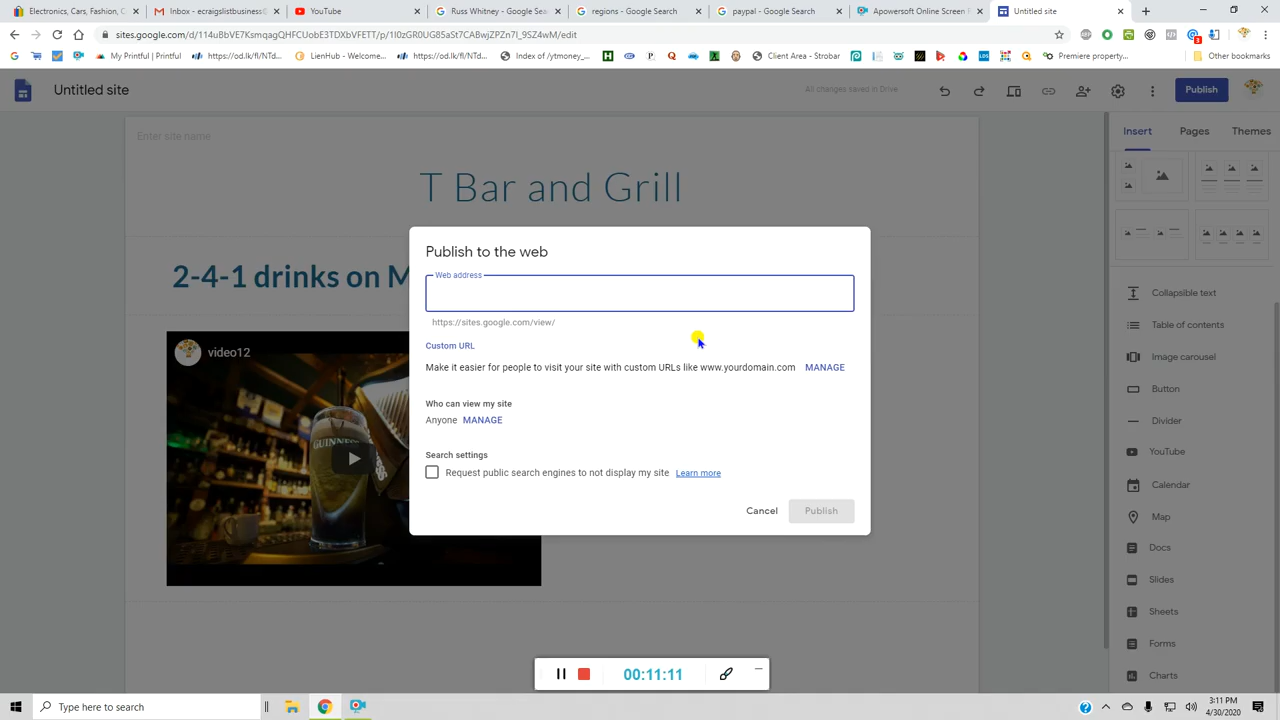 Electronics, Cars, Fashion, C
Inbox - ecraigslistbusiness@
YouTube
Russ Whitney - Google Sea
regions - Google Search
paypal - Google Search
Apowersoft Online Screen R
Untitled site
sites.google.com/d/114uBbVE7KsmqagQHFCUobE3TDXbVFETT/p/1I0zGR0UG85aSt7CABwjZPZn7l_9SZ4wM/edit
My Printful | Printful
https://od.lk/fl/NTd...
LienHub - Welcome...
https://od.lk/fl/NTd...
Index of /ytmoney_...
Client Area - Strobar
Premiere property...
Other bookmarks
Untitled site
All changes saved in Drive
Publish
Enter site name
Insert
Pages
Themes
T Bar and Grill
2-4-1 drinks on M
video12
GUINNESS
Publish to the web
Web address
https://sites.google.com/view/
Custom URL
Make it easier for people to visit your site with custom URLs like www.yourdomain.com MANAGE
Who can view my site
Anyone MANAGE
Search settings
Request public search engines to not display my site Learn more
Cancel
Publish
Collapsible text
Table of contents
Image carousel
Button
Divider
YouTube
Calendar
Map
Docs
Slides
Sheets
Forms
Charts
00:11:11
Type here to search
3:11 PM
4/30/2020